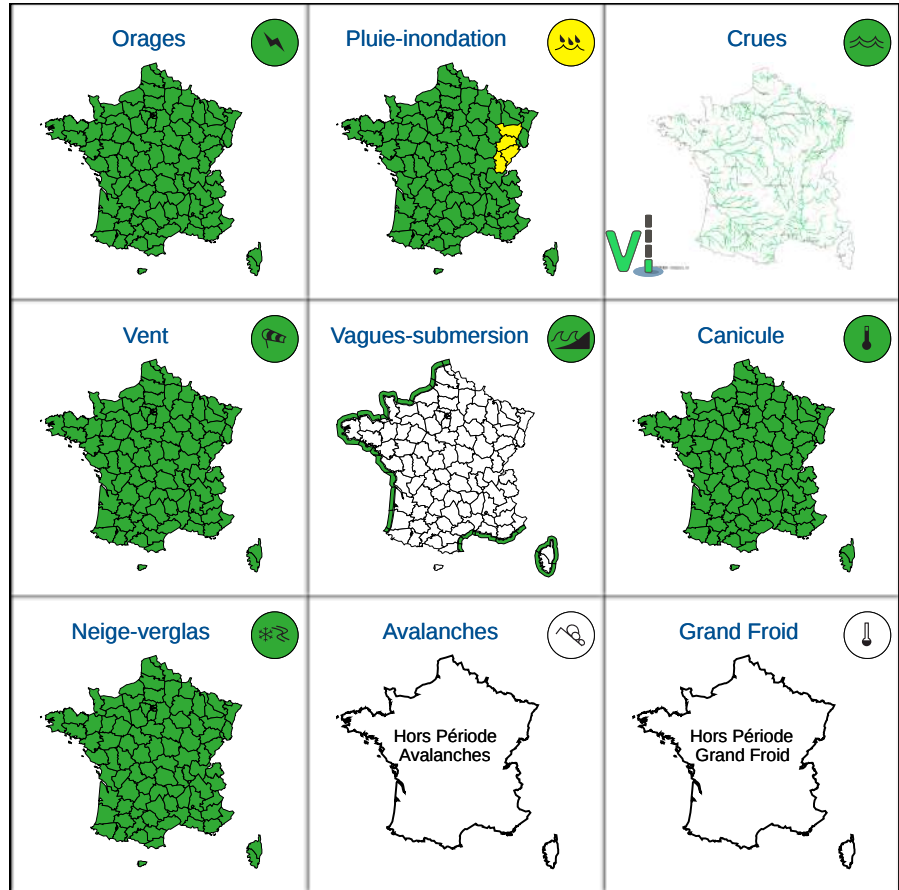 Orages
Pluie-inondation
Crues
Vi
Vent
Vagues-submersion
Canicule
Neige-verglas
Avalanches
Grand Froid
Hors Période
Avalanches
Hors Période
Grand Froid